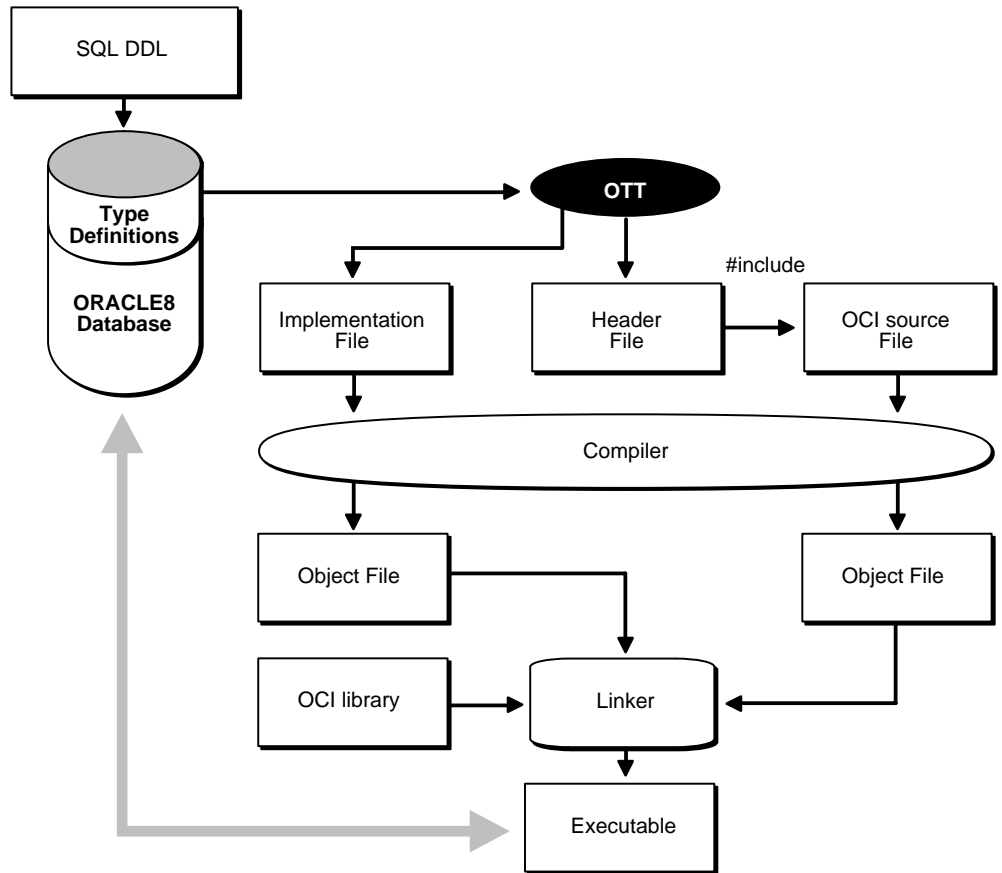 SQL DDL
Type
Definitions
ORACLE8
Database
OTT
#include
Implementation
File
Header
File
OCI source
File
Compiler
Object File
Object File
OCI library
Linker
Executable